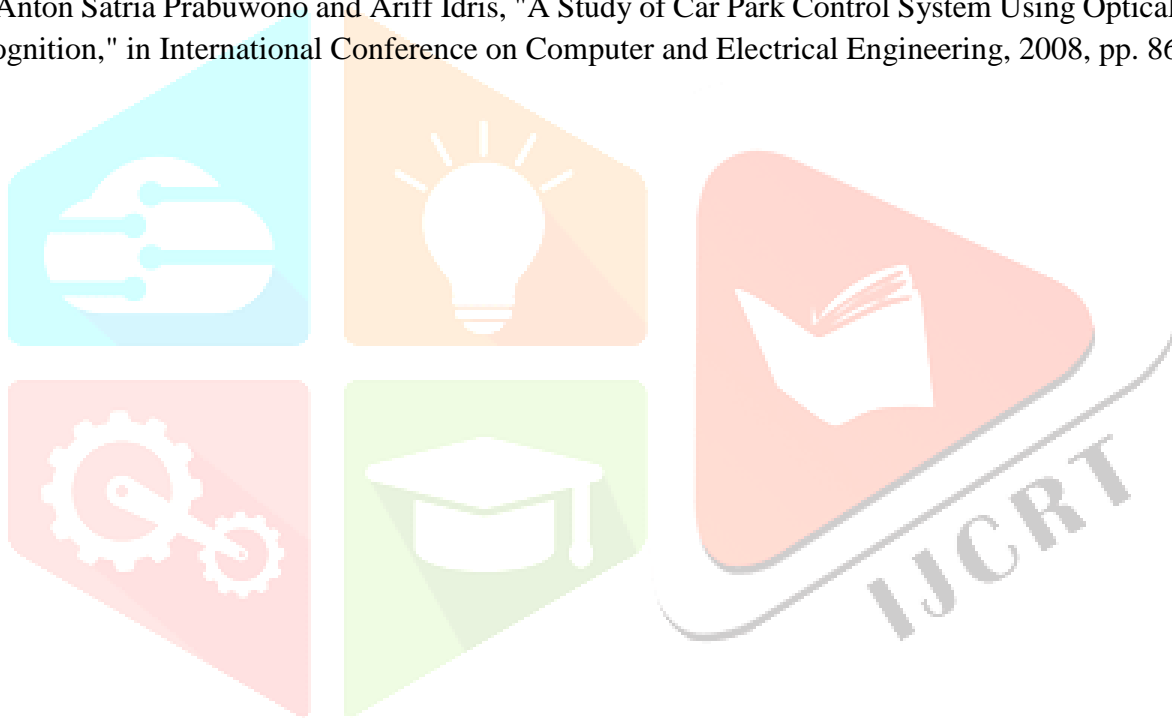 Anton Satria Prabuwono and Ariff Idris, "A Study of Car Park Control System Using Optical
ognition," in International Conference on Computer and Electrical Engineering, 2008, pp. 86
IJCRT